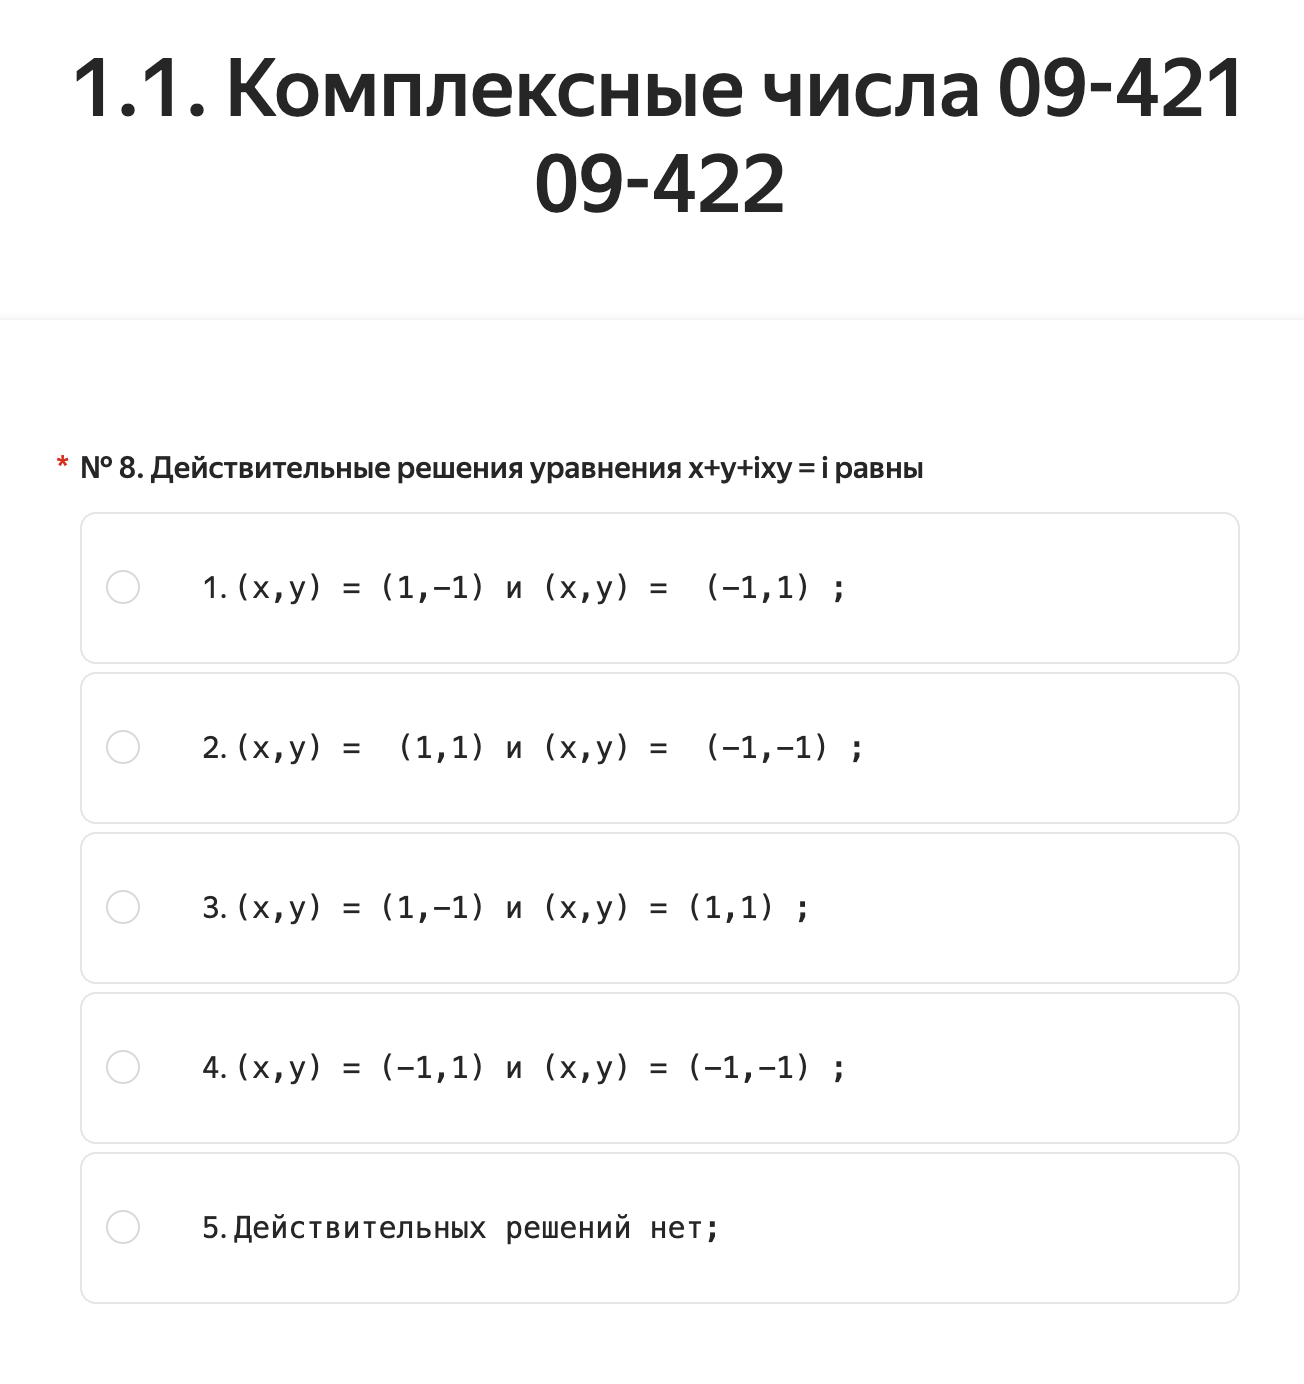 1.1. Комплексные числа 09-421
09-422
* № 8. Действительные решения уравнения x+y+ixy = i равны
1. (x,y) = (1,−1) и (x,y) =  (−1,1) ;
2. (x,y) =  (1,1) и (x,y) =  (−1,−1) ;
3. (x,y) = (1,−1) и (x,y) = (1,1) ;
4. (x,y) = (−1,1) и (x,y) = (−1,−1) ;
5. Действительных решений нет;